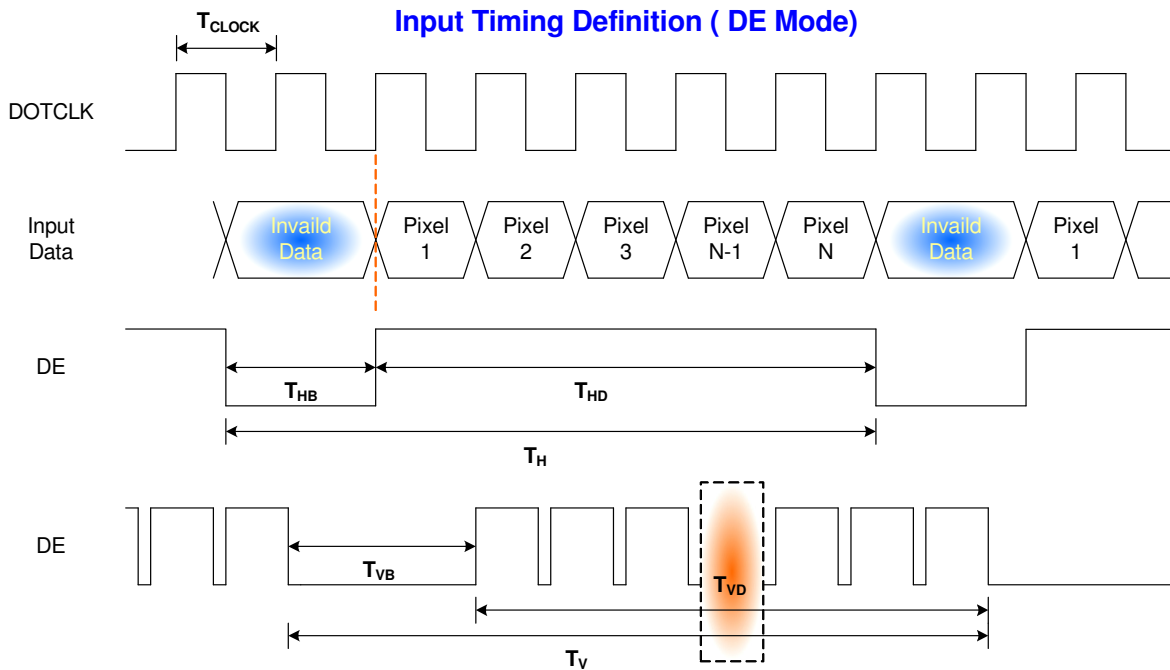 Input Timing Definition ( DE Mode)
TCLOCK
DOTCLK
Input
Data
Invaild
Data
Pixel
1
Pixel
2
Pixel
3
Pixel
N-1
Pixel
N
Invaild
Data
Pixel
1
DE
THB
THD
TH
DE
TVB
TVD
TV